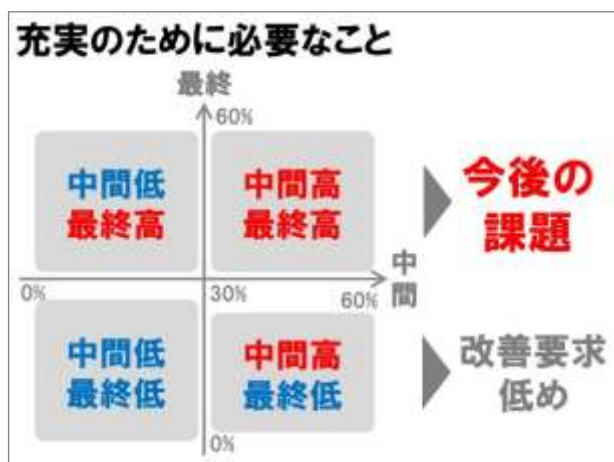 充実のために必要なこと
最終
60%
中間低
最終高
中間高
最終高
今後の
課題
0%
30%
60%
中
間
中間低
最終低
中間高
最終低
改善要求
低め
0%